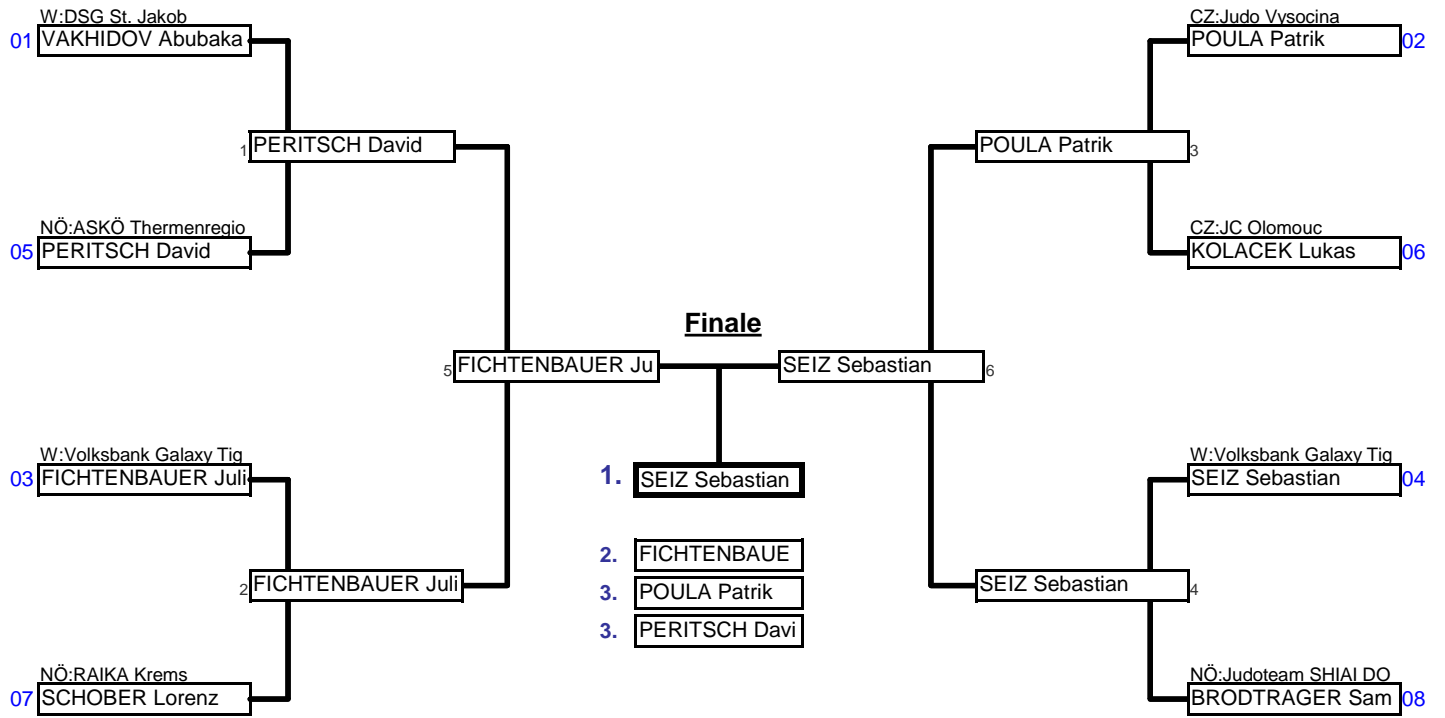 W:DSG St. Jakob
01 VAKHIDOV Abubaka
1 PERITSCH David
NÖ:ASKÖ Thermenregio
05 PERITSCH David
5 FICHTENBAUER Ju
W:Volksbank Galaxy Tig
03 FICHTENBAUER Juli
2 FICHTENBAUER Juli
NÖ:RAIKA Krems
07 SCHOBER Lorenz
Finale
1. SEIZ Sebastian
2. FICHTENBAUE
3. POULA Patrik
3. PERITSCH Davi
CZ:Judo Vysocina
POULA Patrik 02
POULA Patrik 3
CZ:JC Olomouc
KOLACEK Lukas 06
SEIZ Sebastian 6
W:Volksbank Galaxy Tig
SEIZ Sebastian 04
SEIZ Sebastian 4
NÖ:Judoteam SHIAI DO
BRODTRAGER Sam 08